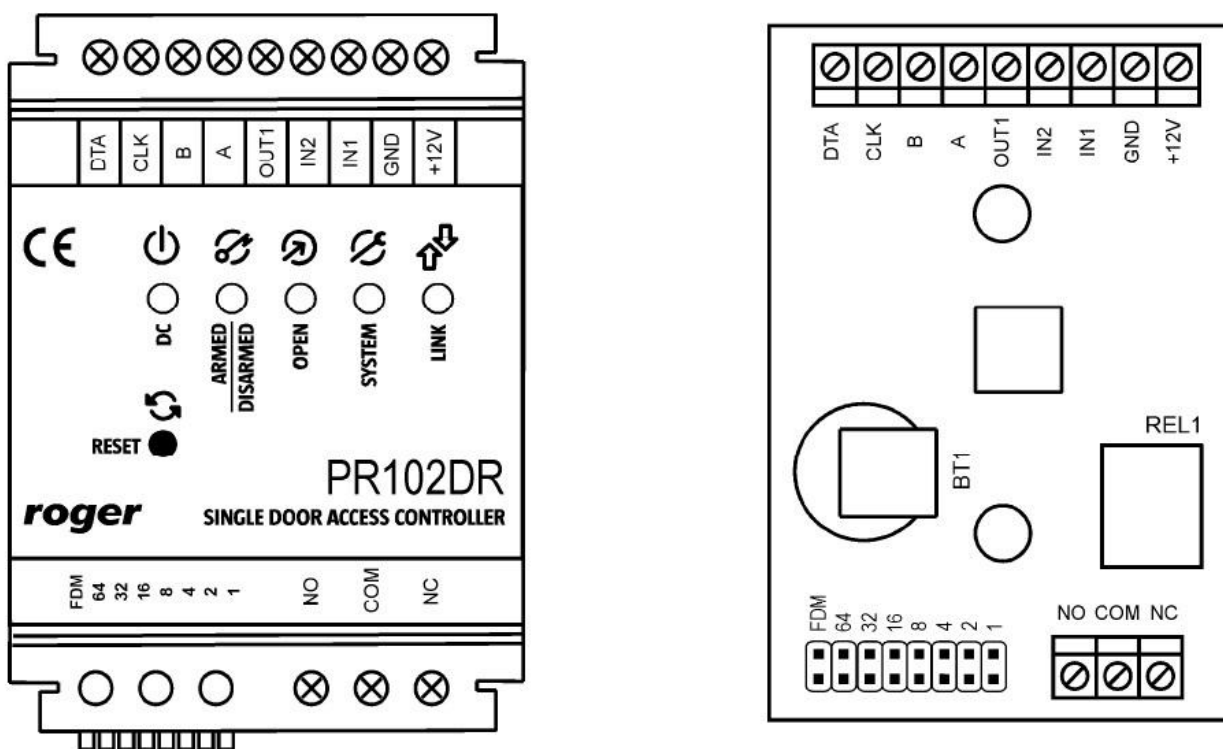 DTA CLK B A OUT1 IN2 IN1 GND +12V
CE
DC ARMED DISARMED OPEN SYSTEM LINK
RESET
PR102DR
roger SINGLE DOOR ACCESS CONTROLLER
FDM 64 32 16 8 4 2 1 NO COM NC
DTA CLK B A OUT1 IN2 IN1 GND +12V
REL1
BT1
FDM 64 32 16 8 4 2 1 NO COM NC